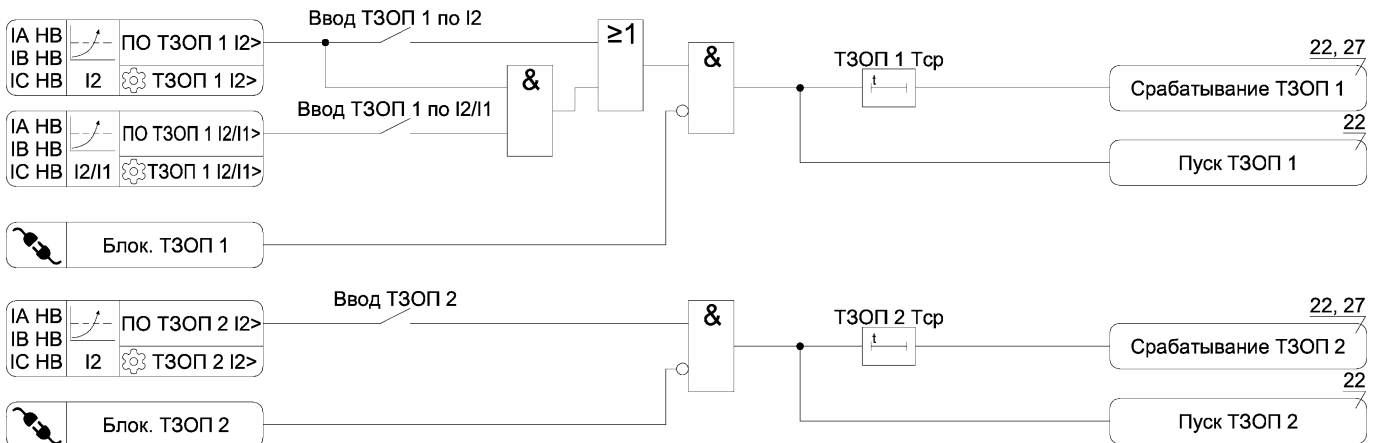 Ввод ТЗОП 1 по I2
IA НВ
IB НВ
IC НВ
I2
ПО ТЗОП 1 I2>
ТЗОП 1 I2>
≥1
&
&
ТЗОП 1 Тср
t
22, 27
Срабатывание ТЗОП 1
Ввод ТЗОП 1 по I2/I1
IA НВ
IB НВ
IC НВ
I2/I1
ПО ТЗОП 1 I2/I1>
ТЗОП 1 I2/I1>
22
Пуск ТЗОП 1
Блок. ТЗОП 1
Ввод ТЗОП 2
IA НВ
IB НВ
IC НВ
I2
ПО ТЗОП 2 I2>
ТЗОП 2 I2>
&
ТЗОП 2 Тср
t
22, 27
Срабатывание ТЗОП 2
22
Пуск ТЗОП 2
Блок. ТЗОП 2